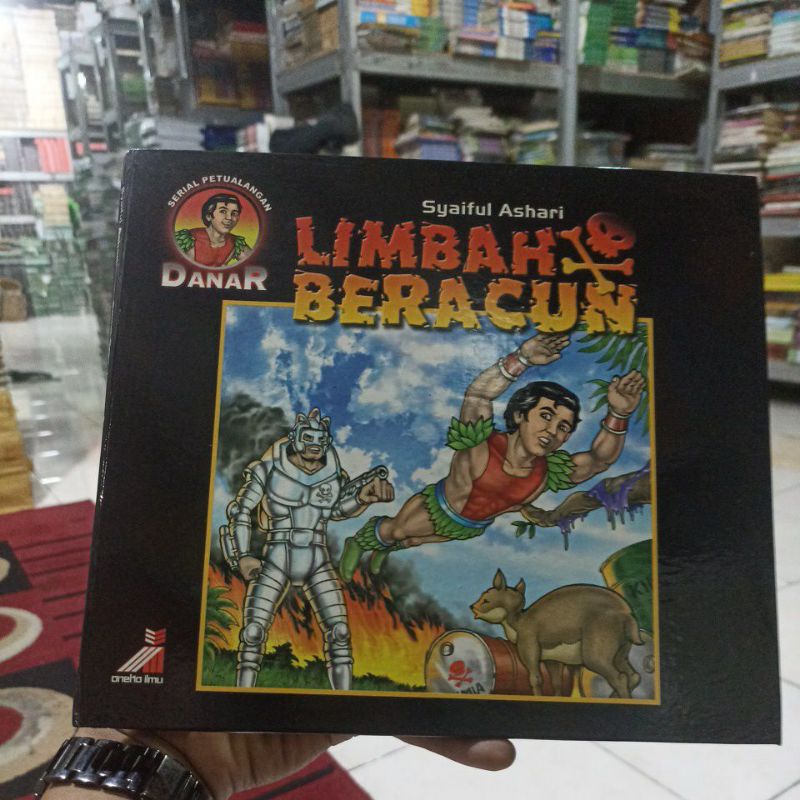 SERIAL PETUALANGAN
DANAR
Syaiful Ashari
LIMBAH
BERACUN
aneka ilmu